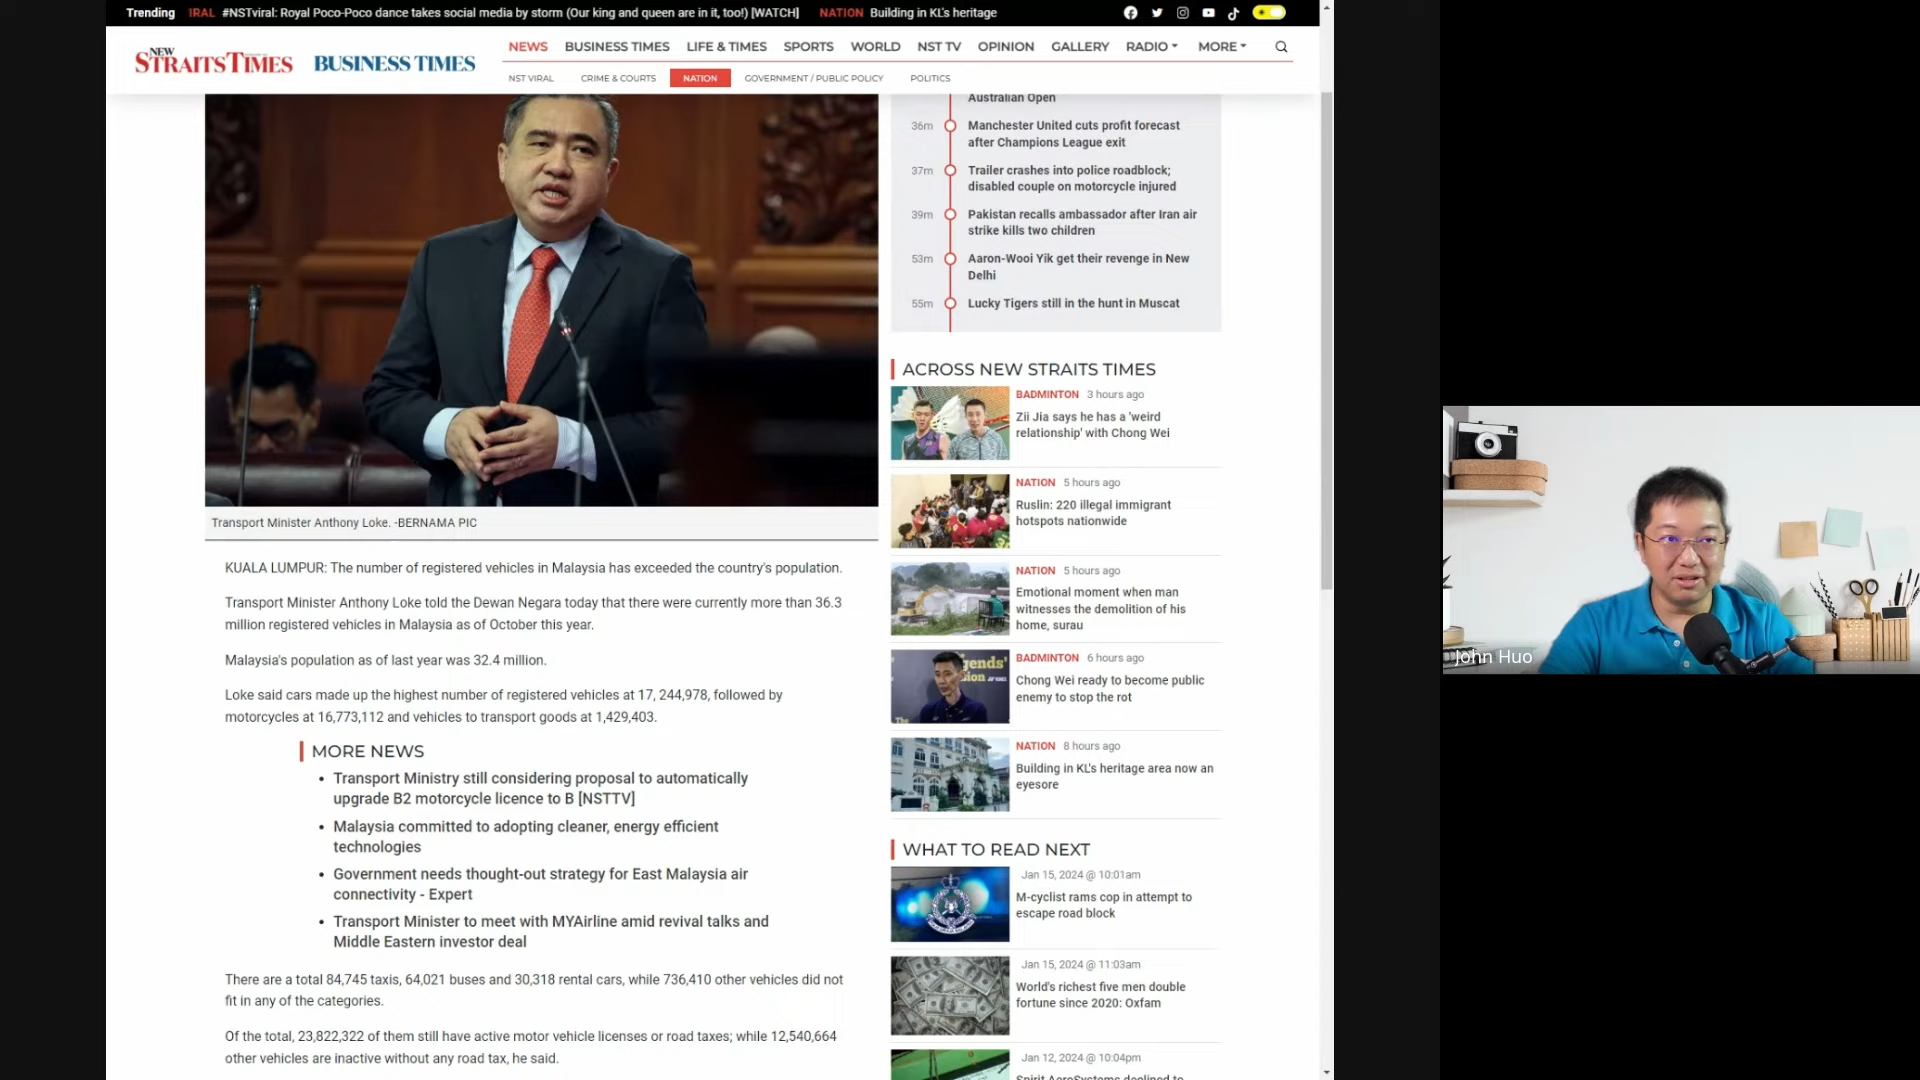 Trending IRAL #NSTviral: Royal Poco-Poco dance takes social media by storm (Our king and queen are in it, too!) [WATCH] NATION Building in KL's heritage
NEW STRAITS TIMES BUSINESS TIMES
NEWS BUSINESS TIMES LIFE & TIMES SPORTS WORLD NST TV OPINION GALLERY RADIO MORE
NST VIRAL CRIME & COURTS NATION GOVERNMENT / PUBLIC POLICY POLITICS
Transport Minister Anthony Loke. -BERNAMA PIC
KUALA LUMPUR: The number of registered vehicles in Malaysia has exceeded the country's population.
Transport Minister Anthony Loke told the Dewan Negara today that there were currently more than 36.3
million registered vehicles in Malaysia as of October this year.
Malaysia's population as of last year was 32.4 million.
Loke said cars made up the highest number of registered vehicles at 17, 244,978, followed by
motorcycles at 16,773,112 and vehicles to transport goods at 1,429,403.
MORE NEWS
• Transport Ministry still considering proposal to automatically
upgrade B2 motorcycle licence to B [NSTTV]
• Malaysia committed to adopting cleaner, energy efficient
technologies
• Government needs thought-out strategy for East Malaysia air
connectivity - Expert
• Transport Minister to meet with MYAirline amid revival talks and
Middle Eastern investor deal
There are a total 84,745 taxis, 64,021 buses and 30,318 rental cars, while 736,410 other vehicles did not
fit in any of the categories.
Of the total, 23,822,322 of them still have active motor vehicle licenses or road taxes; while 12,540,664
other vehicles are inactive without any road tax, he said.
Australian Open
36m Manchester United cuts profit forecast
after Champions League exit
37m Trailer crashes into police roadblock;
disabled couple on motorcycle injured
39m Pakistan recalls ambassador after Iran air
strike kills two children
53m Aaron-Wooi Yik get their revenge in New
Delhi
55m Lucky Tigers still in the hunt in Muscat
ACROSS NEW STRAITS TIMES
BADMINTON 3 hours ago
Zii Jia says he has a 'weird
relationship' with Chong Wei
NATION 5 hours ago
Ruslin: 220 illegal immigrant
hotspots nationwide
NATION 5 hours ago
Emotional moment when man
witnesses the demolition of his
home, surau
BADMINTON 6 hours ago
Chong Wei ready to become public
enemy to stop the rot
NATION 8 hours ago
Building in KL's heritage area now an
eyesore
WHAT TO READ NEXT
Jan 15, 2024 @ 10:01am
M-cyclist rams cop in attempt to
escape road block
Jan 15, 2024 @ 11:03am
World's richest five men double
fortune since 2020: Oxfam
Jan 12, 2024 @ 10:04pm
Spirit AeroSystems declined to
John Huo